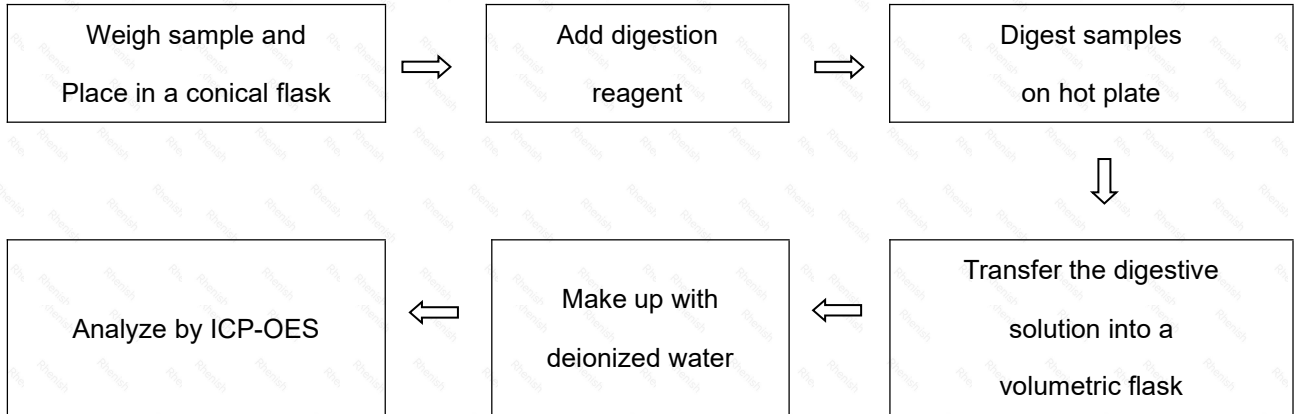 Weigh sample and
Place in a conical flask
Add digestion
reagent
Digest samples
on hot plate
Transfer the digestive
solution into a
volumetric flask
Make up with
deionized water
Analyze by ICP-OES